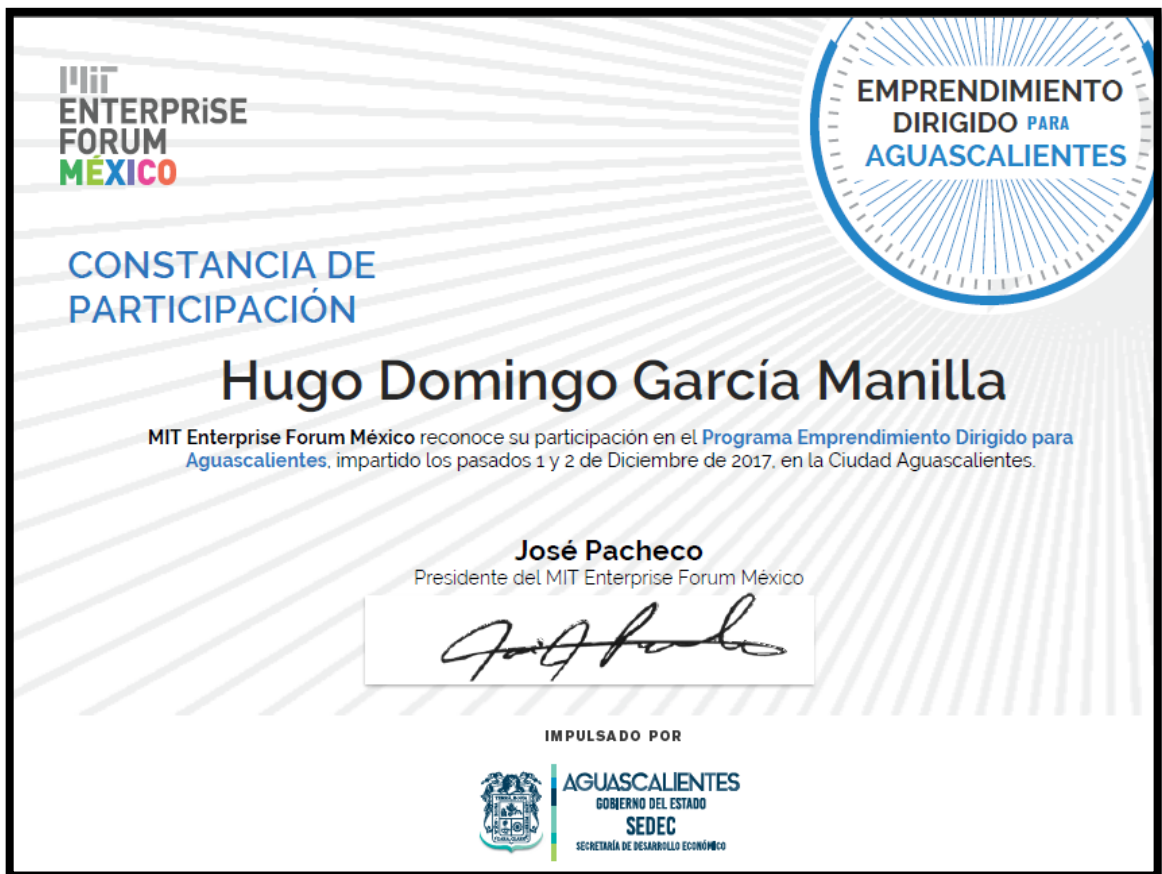 MiT
ENTERPRiSE
FORUM
MÉXICO
EMPRENDIMIENTO
DIRIGIDO PARA
AGUASCALIENTES
CONSTANCIA DE
PARTICIPACIÓN
Hugo Domingo García Manilla
MIT Enterprise Forum México reconoce su participación en el Programa Emprendimiento Dirigido para
Aguascalientes, impartido los pasados 1 y 2 de Diciembre de 2017, en la Ciudad Aguascalientes.
José Pacheco
Presidente del MIT Enterprise Forum México
IMPULSADO POR
AGUASCALIENTES
GOBIERNO DEL ESTADO
SEDEC
SECRETARÍA DE DESARROLLO ECONÓMICO